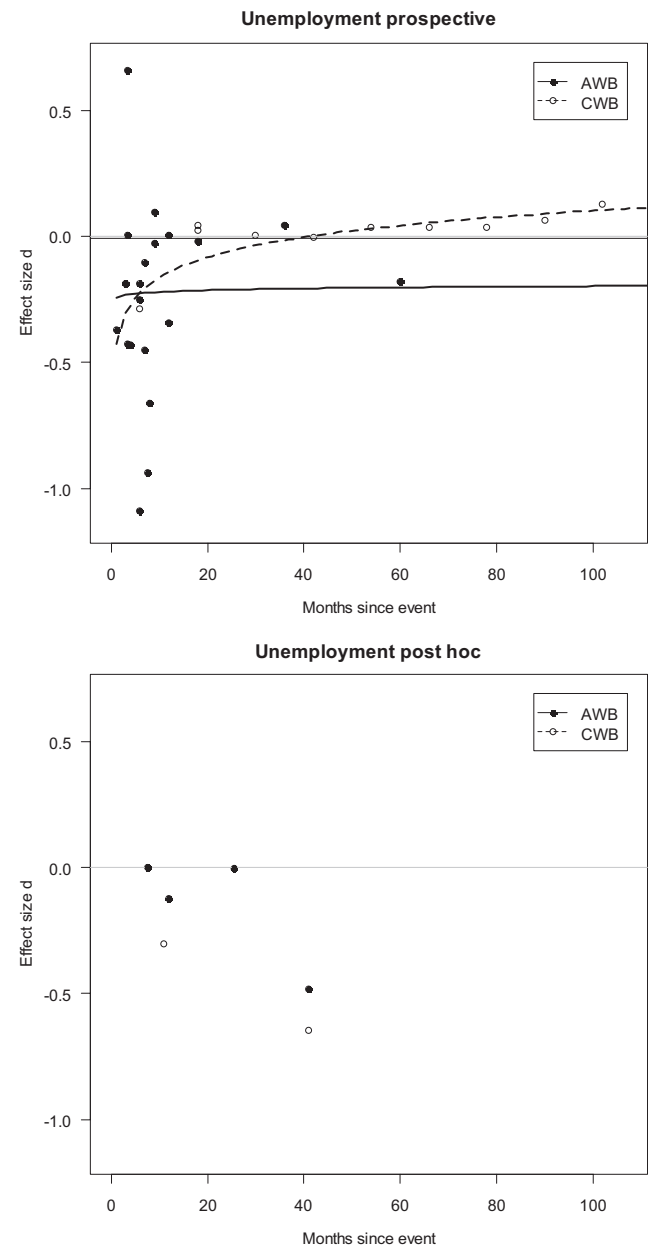 Unemployment prospective
AWB
CWB
0.5
0.0
-0.5
-1.0
Effect size d
0 20 40 60 80 100
Months since event
Unemployment post hoc
AWB
CWB
0.5
0.0
-0.5
-1.0
Effect size d
0 20 40 60 80 100
Months since event